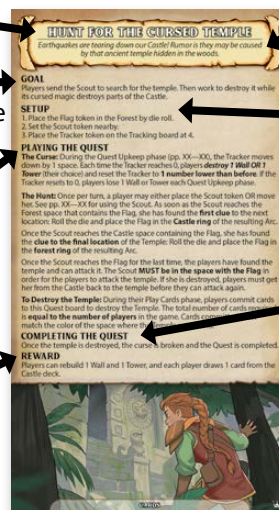 HUNT FOR THE CURSED TEMPLE
Earthquakes are tearing down our Castle! Rumor is they may be caused
by that ancient temple hidden in the woods.
GOAL
Players send the Scout to search for the temple. Then work to destroy it while
its cursed magic destroys parts of the Castle.
e
SETUP
1. Place the Flag token in the Forest by die roll.
2. Set the Scout token nearby.
3. Place the Tracker token on the Tracking board at 4.
PLAYING THE QUEST
The Curse: During the Quest Upkeep phase (pp. XX—XX), the Tracker moves
down by 1 space. Each time the Tracker reaches 0, players destroy 1 Wall OR 1
Tower (their choice) and reset the Tracker to 1 number lower than before. If the
Tracker resets to 0, players lose 1 Wall or Tower each Quest Upkeep phase.
The Hunt: Once per turn, a player may either place the Scout token OR move
her. See pp. XX—XX for using the Scout. As soon as the Scout reaches the
Forest space that contains the Flag, she has found the first clue to the next
location: Roll the die and place the Flag in the Castle ring of the resulting Arc.
Once the Scout reaches the Castle space containing the Flag, she has found
the clue to the final location of the Temple: Roll the die and place the Flag in
the forest ring of the resulting Arc.
Once the Scout reaches the Flag for the last time, the players have found the
temple and can attack it. The Scout MUST be in the space with the Flag in
order for the players to attack the temple. If she is destroyed, players must get
her from the Castle back to the temple before they can attack again.
To Destroy the Temple: During their Play Cards phase, players commit cards
to this Quest board to destroy the Temple. The total number of cards
is equal to the number of players in the game. Cards
match the color of the space where the
COMPLETING THE QUEST
Once the temple is destroyed, the curse is broken and the Quest is completed.
REWARD
Players can rebuild 1 Wall and 1 Tower, and each player draws 1 card from the
Castle deck.
CARDS